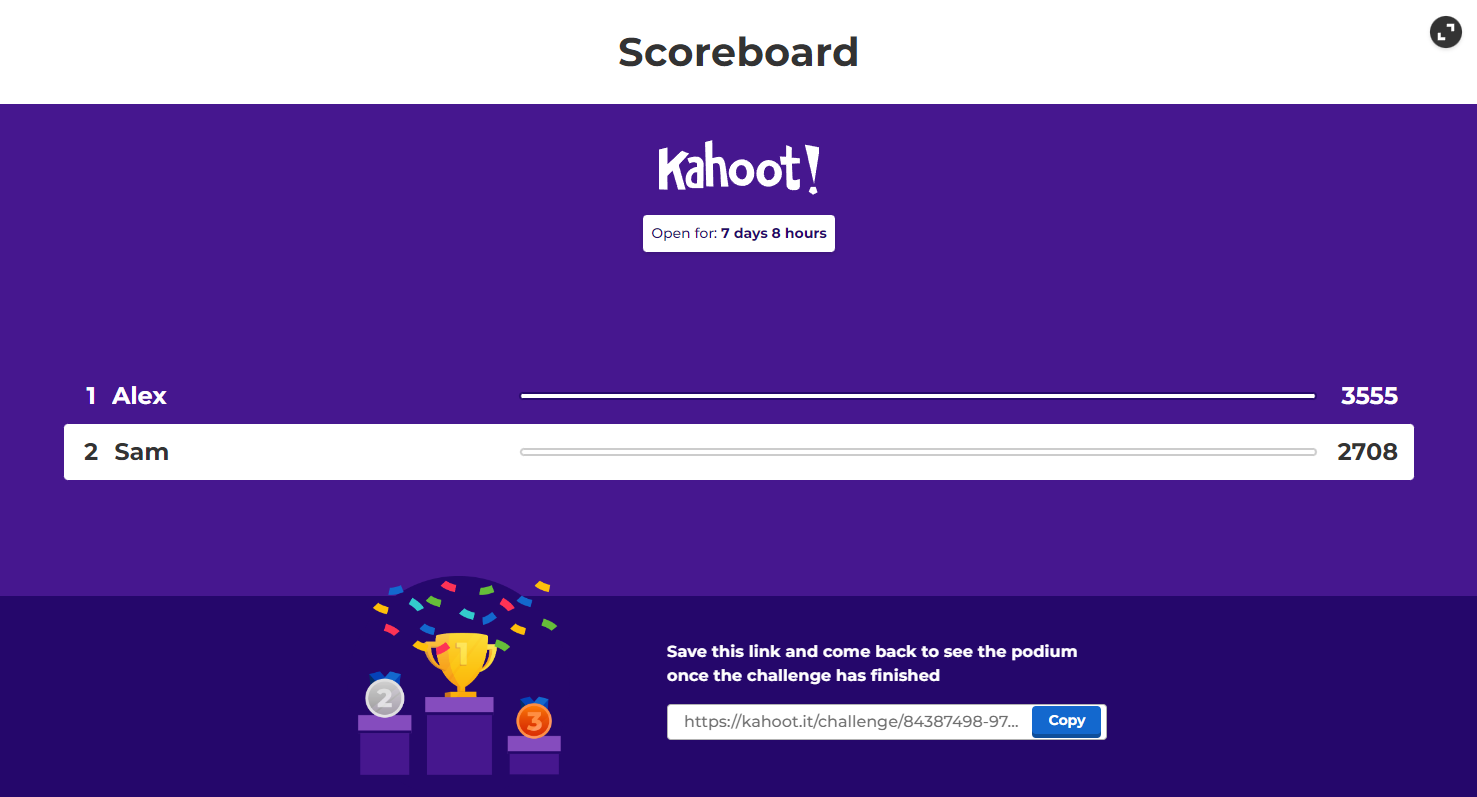 Scoreboard
Kahoot!
Open for: 7 days 8 hours
1 Alex 3555
2 Sam 2708
1
2
3
Save this link and come back to see the podium
once the challenge has finished
https://kahoot.it/challenge/84387498-97... Copy